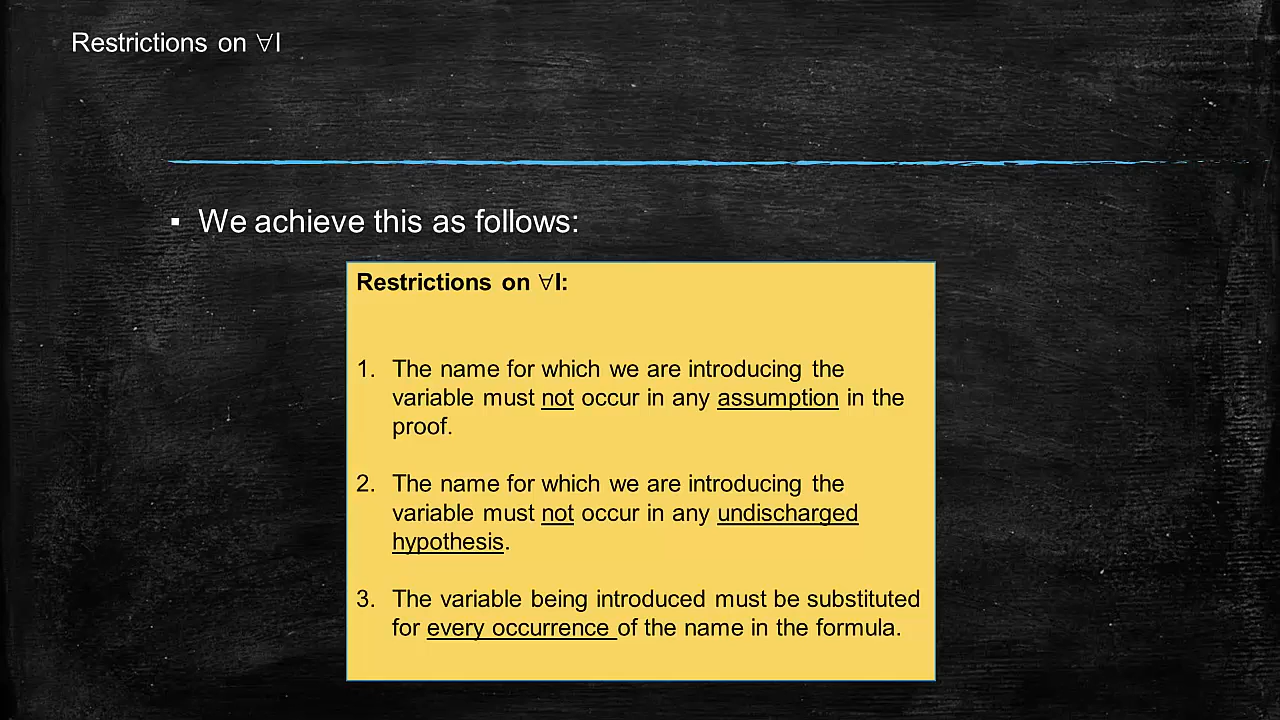 Restrictions on ∀I
▪ We achieve this as follows:
Restrictions on ∀I:
1. The name for which we are introducing the
variable must not occur in any assumption in the
proof.
2. The name for which we are introducing the
variable must not occur in any undischarged
hypothesis.
3. The variable being introduced must be substituted
for every occurrence of the name in the formula.